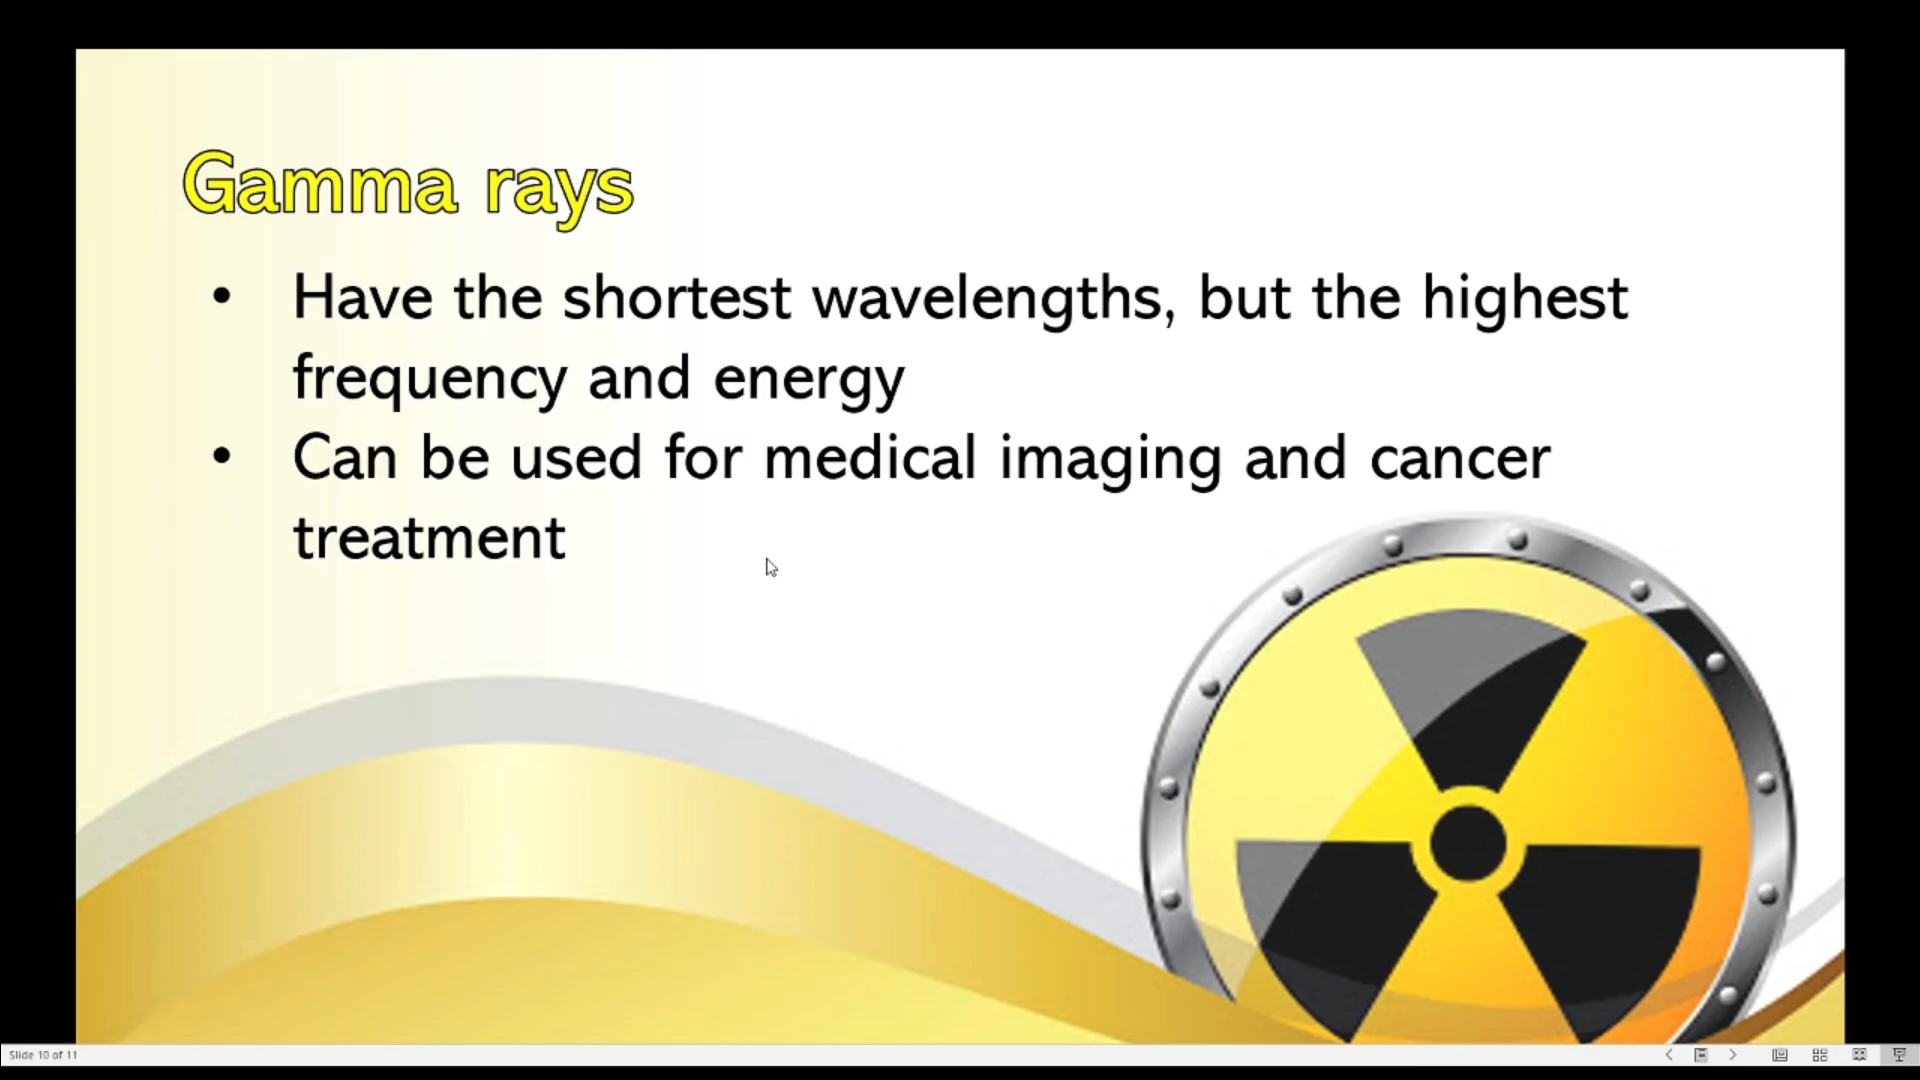 Gamma rays
• Have the shortest wavelengths, but the highest
frequency and energy
• Can be used for medical imaging and cancer
treatment
Slide 10 of 11